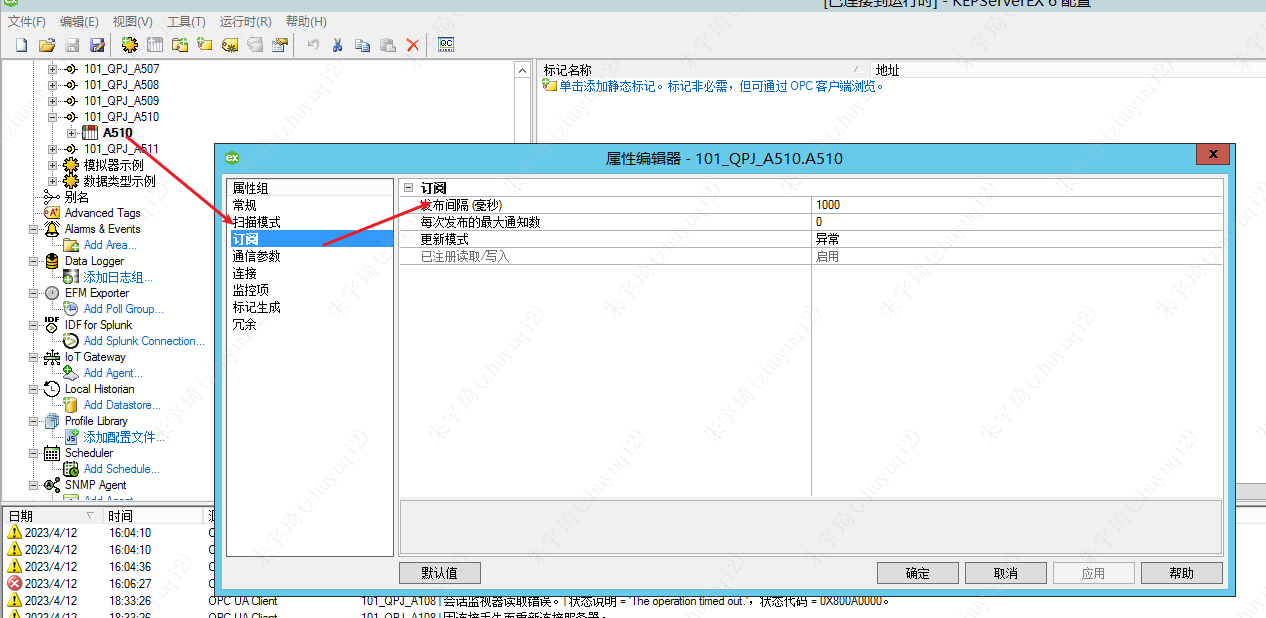 [已连接到运行时] - KEPServerEX 6 配置
文件(F) 编辑(E) 视图(V) 工具(T) 运行时(R) 帮助(H)
101_QPJ_A507
101_QPJ_A508
101_QPJ_A509
101_QPJ_A510
A510
101_QPJ_A511
模拟器示例
数据类型示例
别名
Advanced Tags
Alarms & Events
Add Area...
Data Logger
添加日志组...
EFM Exporter
Add Poll Group...
IDF for Splunk
Add Splunk Connection...
IoT Gateway
Add Agent...
Local Historian
Add Datastore...
Profile Library
添加配置文件...
Scheduler
Add Schedule...
SNMP Agent
Add Agent
标记名称 地址
单击添加静态标记。标记非必需，但可通过 OPC 客户端浏览。
属性编辑器 - 101_QPJ_A510.A510
属性组
常规
扫描模式
订阅
通信参数
连接
监控项
标记生成
冗余
订阅
发布间隔 (毫秒) 1000
每次发布的最大通知数 0
更新模式 异常
已注册读取/写入 启用
默认值 确定 取消 应用 帮助
日期 时间
2023/4/12 16:04:10
2023/4/12 16:04:10
2023/4/12 16:04:36
2023/4/12 16:06:27
2023/4/12 18:33:26 OPC UA Client 101_QPJ_A108 | 会话监视器读取错误。 | 状态说明 = 'The operation timed out.'，状态代码 = 0X800A0000。
2023/4/12 18:33:26 OPC UA Client 101_QPJ_A108 | 因连接丢失而重新连接服务器。
朱宇琦(zhuyuqi2)